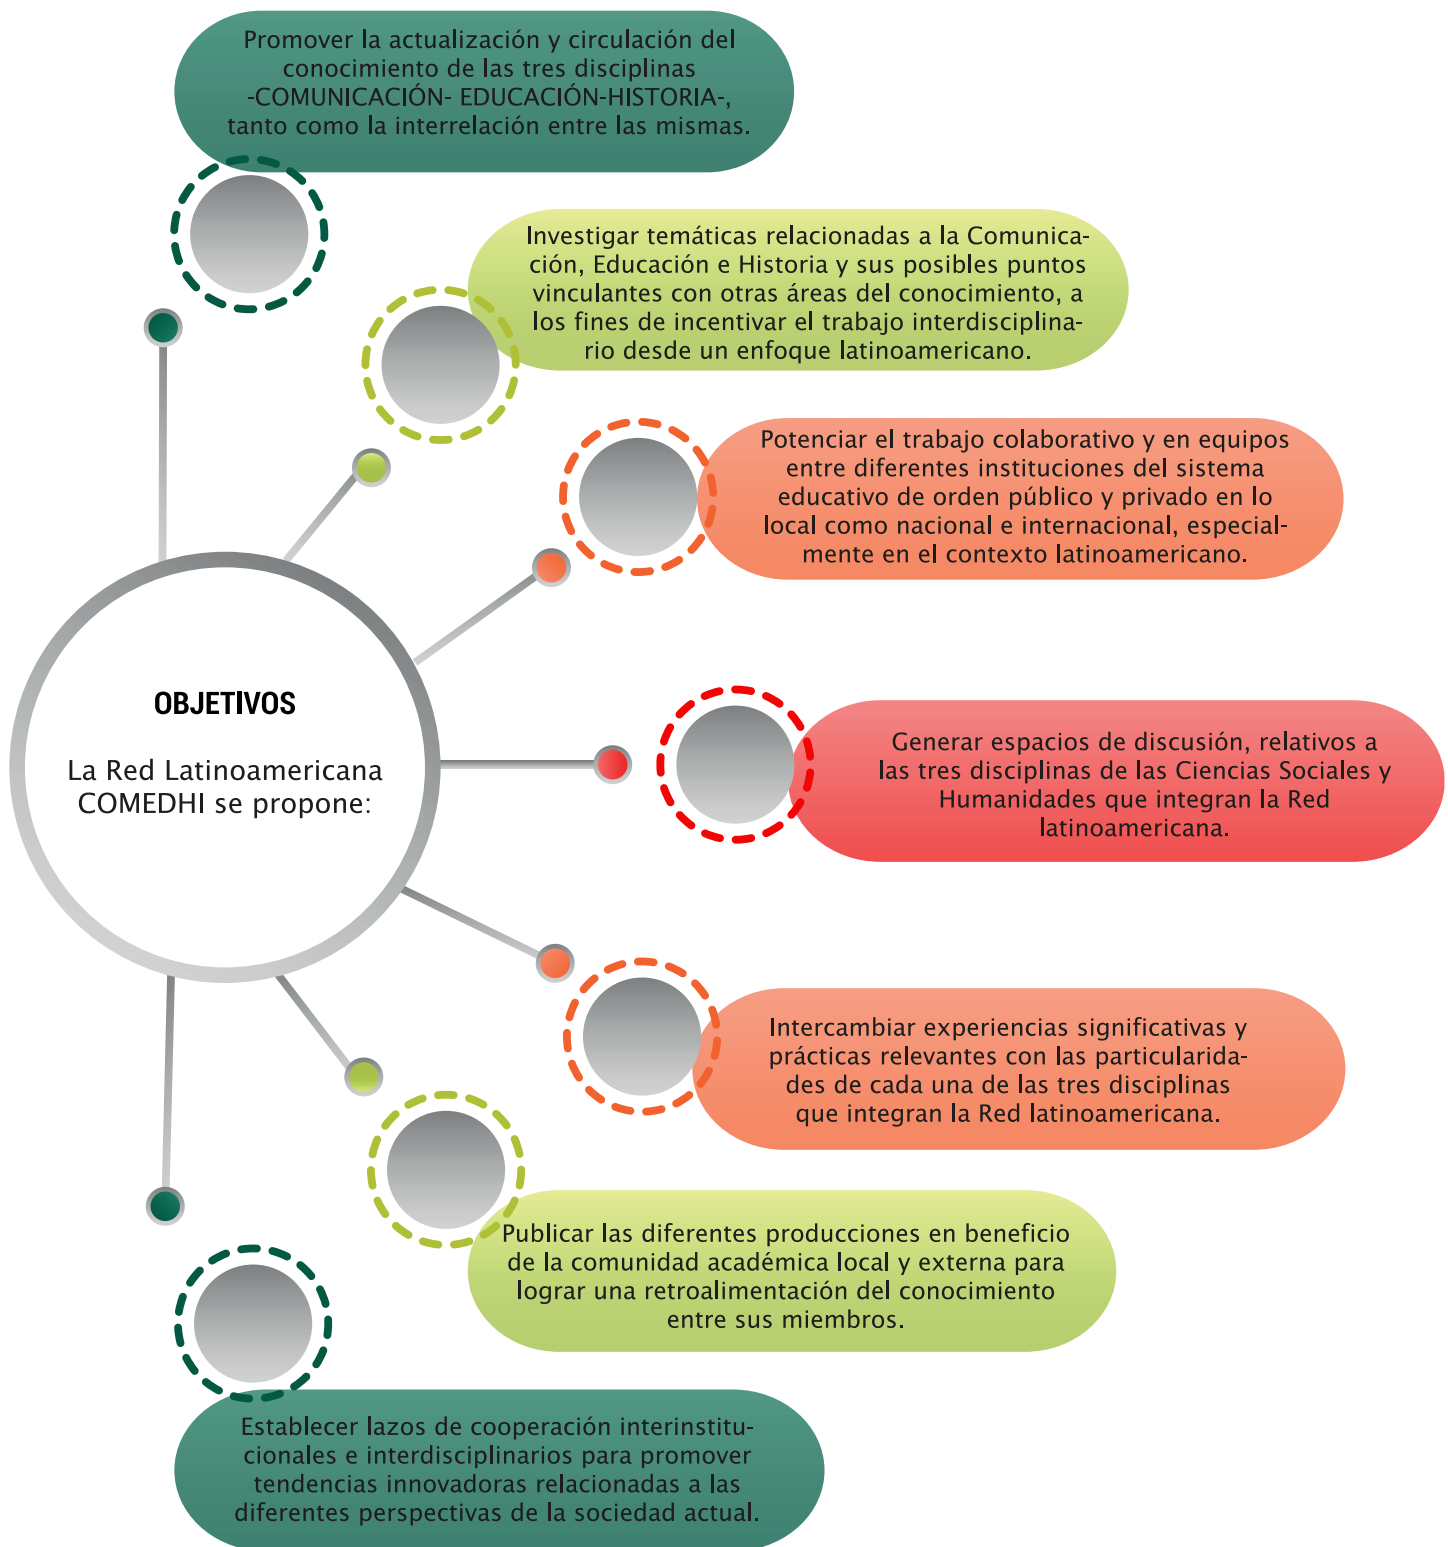 Promover la actualización y circulación del
conocimiento de las tres disciplinas
-COMUNICACIÓN- EDUCACIÓN-HISTORIA-,
tanto como la interrelación entre las mismas.
Investigar temáticas relacionadas a la Comunica-
ción, Educación e Historia y sus posibles puntos
vinculantes con otras áreas del conocimiento, a
los fines de incentivar el trabajo interdisciplina-
rio desde un enfoque latinoamericano.
Potenciar el trabajo colaborativo y en equipos
entre diferentes instituciones del sistema
educativo de orden público y privado en lo
local como nacional e internacional, especial-
mente en el contexto latinoamericano.
OBJETIVOS
La Red Latinoamericana
COMEDHI se propone:
Generar espacios de discusión, relativos a
las tres disciplinas de las Ciencias Sociales y
Humanidades que integran la Red
latinoamericana.
Intercambiar experiencias significativas y
prácticas relevantes con las particularida-
des de cada una de las tres disciplinas
que integran la Red latinoamericana.
Publicar las diferentes producciones en beneficio
de la comunidad académica local y externa para
lograr una retroalimentación del conocimiento
entre sus miembros.
Establecer lazos de cooperación interinstitu-
cionales e interdisciplinarios para promover
tendencias innovadoras relacionadas a las
diferentes perspectivas de la sociedad actual.